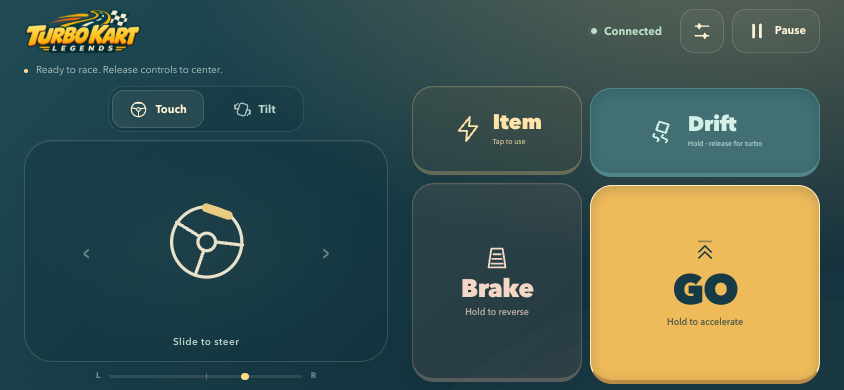 TURBO KART
LEGENDS
Connected
Pause
Ready to race. Release controls to center.
Touch
Tilt
Slide to steer
L
R
Item
Tap to use
Drift
Hold · release for turbo
Brake
Hold to reverse
GO
Hold to accelerate